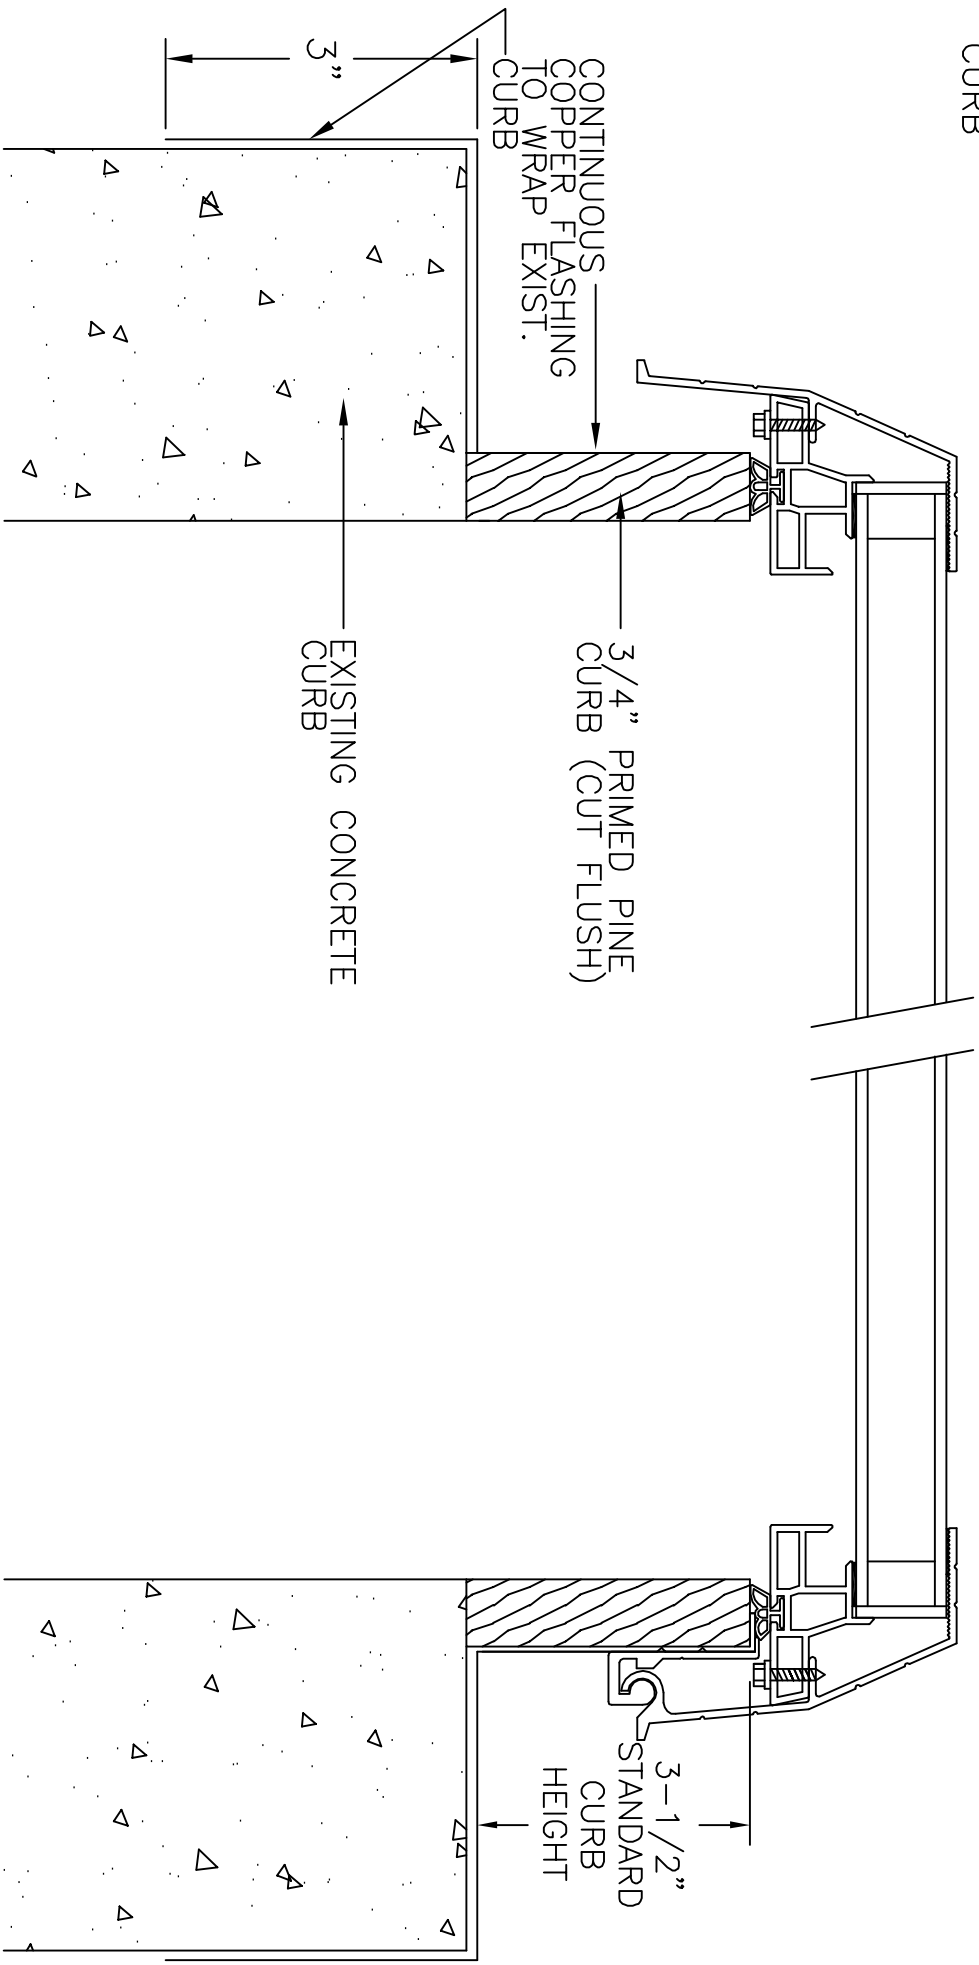 CURB
3"
CONTINUOUS
COPPER FLASHING
TO WRAP EXIST.
CURB
3/4" PRIMED PINE
CURB (CUT FLUSH)
EXISTING CONCRETE
CURB
3-1/2"
STANDARD
CURB
HEIGHT